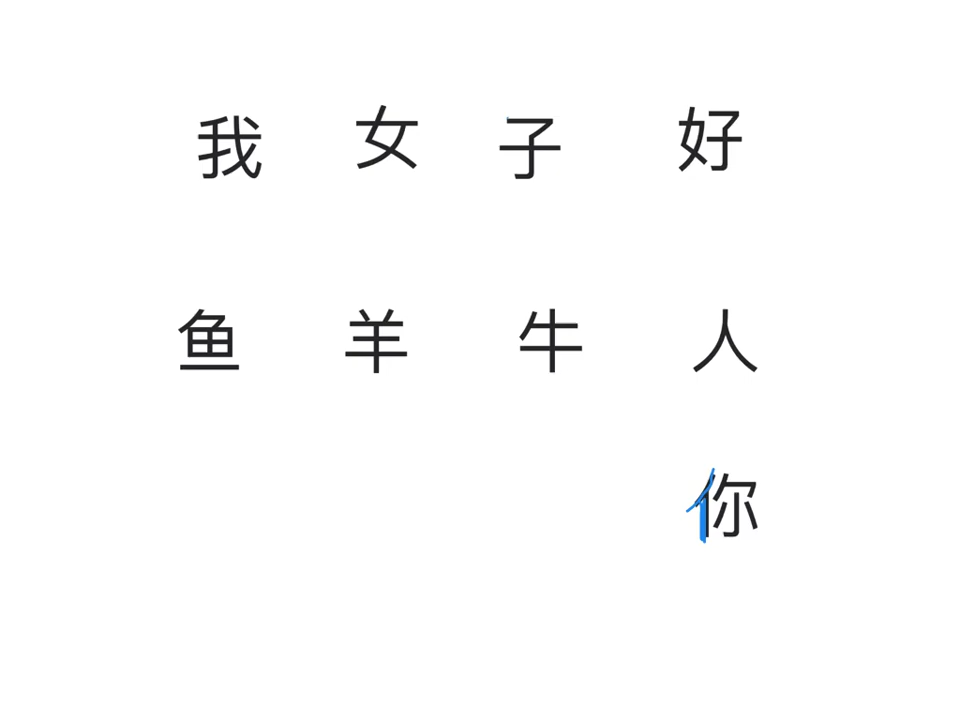 我 女 子 好
鱼 羊 牛 人
你